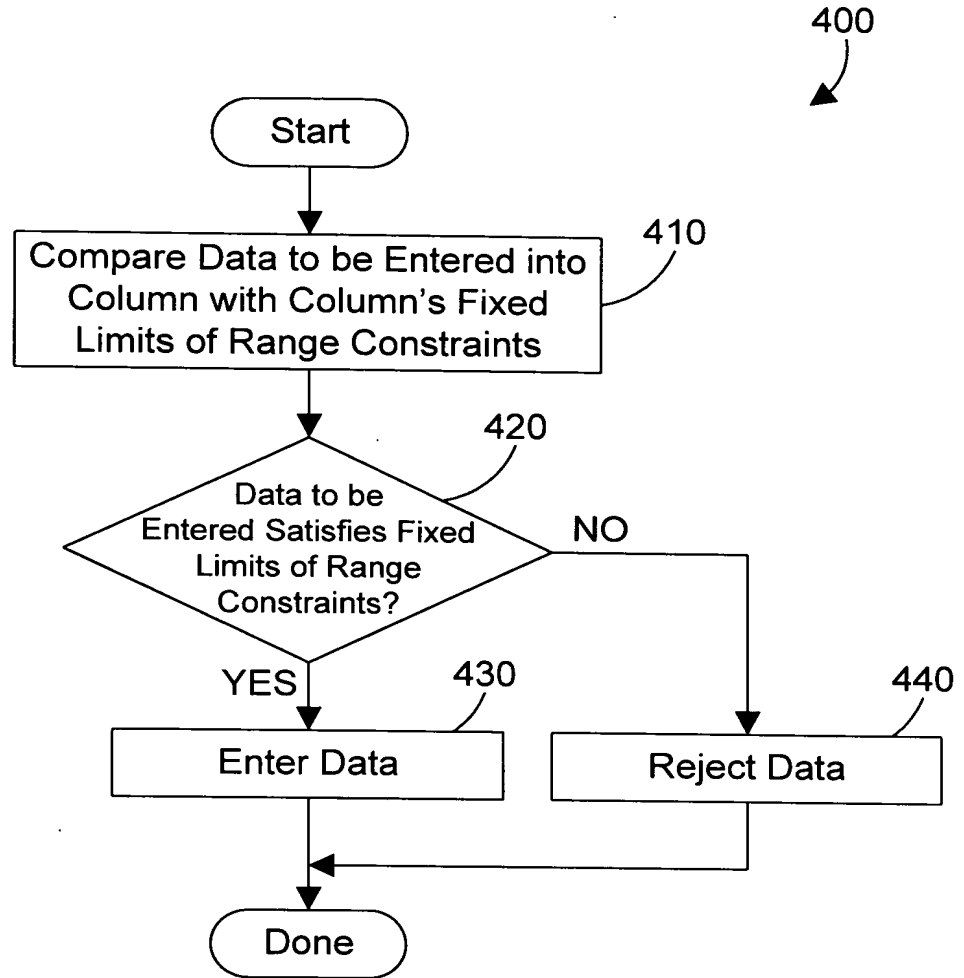 400
Start
410
Compare Data to be Entered into
Column with Column's Fixed
Limits of Range Constraints
420
Data to be
Entered Satisfies Fixed
Limits of Range
Constraints?
NO
YES
430
440
Enter Data
Reject Data
Done